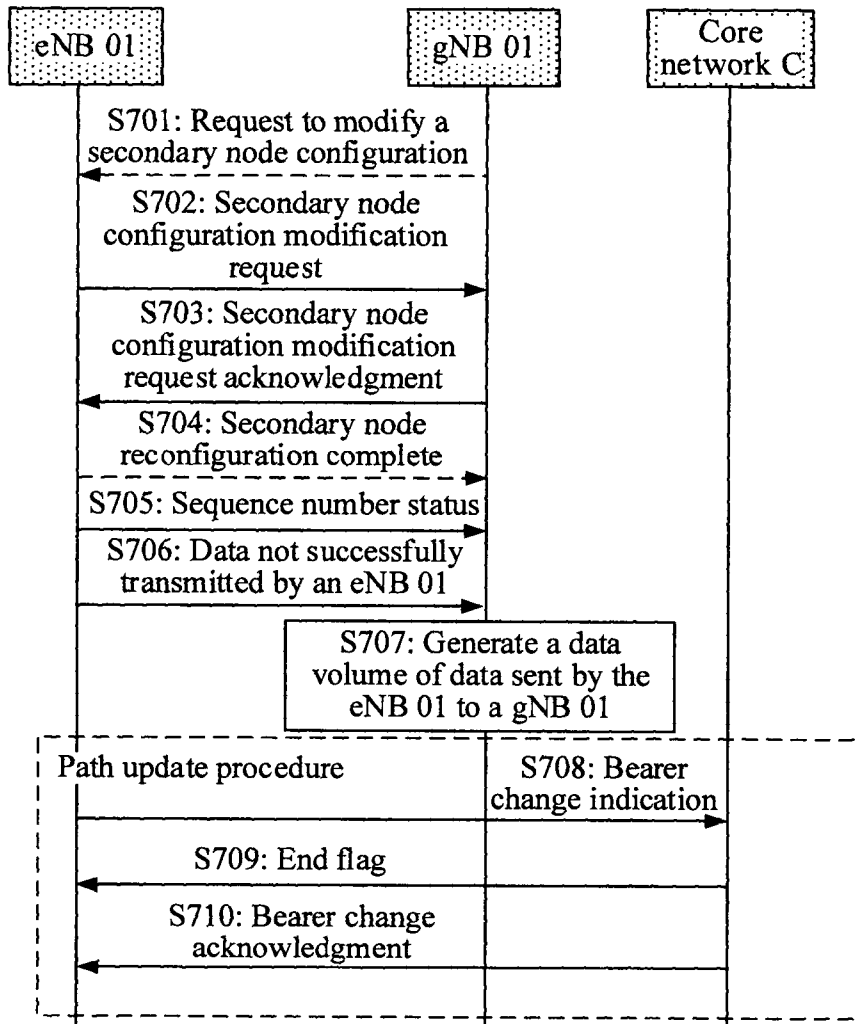 eNB 01
gNB 01
Core
network C
S701: Request to modify a
secondary node configuration
S702: Secondary node
configuration modification
request
S703: Secondary node
configuration modification
request acknowledgment
S704: Secondary node
reconfiguration complete
S705: Sequence number status
S706: Data not successfully
transmitted by an eNB 01
S707: Generate a data
volume of data sent by the
eNB 01 to a gNB 01
Path update procedure
S708: Bearer
change indication
S709: End flag
S710: Bearer change
acknowledgment